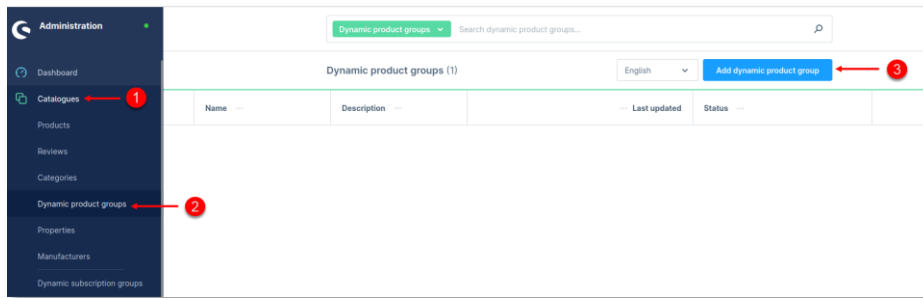 Administration
Dynamic product groups
Search dynamic product groups...
Dashboard
Dynamic product groups (1)
English
Add dynamic product group
3
Catalogues
1
Name
Description
Last updated
Status
Products
Reviews
Categories
Dynamic product groups
2
Properties
Manufacturers
Dynamic subscription groups